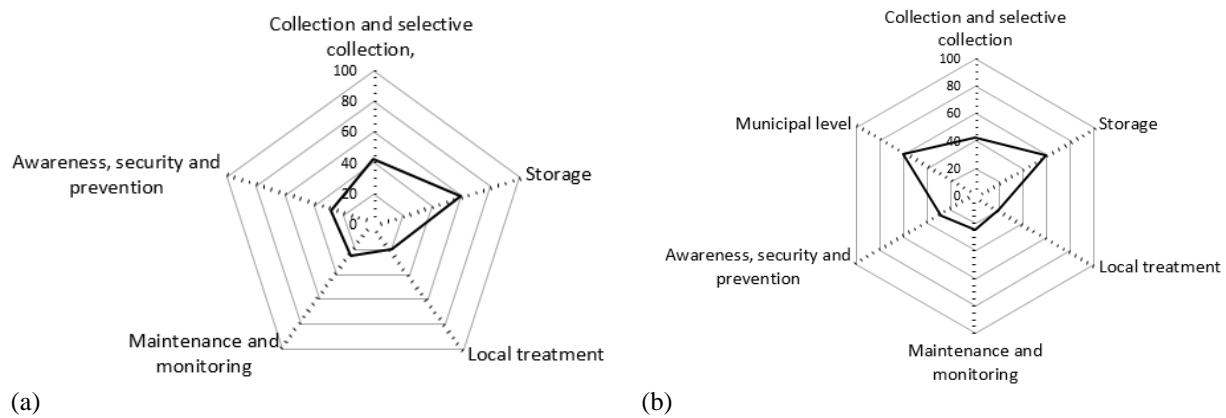 Collection and selective
collection,
100
80
60
40
20
0
Awareness, security and
prevention
Storage
Maintenance and
monitoring
Local treatment
(a)
Collection and selective
collection
100
80
60
40
20
0
Municipal level
Storage
Awareness, security and
prevention
Local treatment
Maintenance and
monitoring
(b)